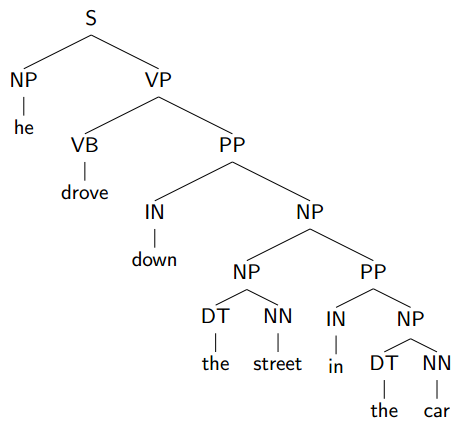 S
NP VP
he
VB PP
drove
IN NP
down
NP PP
DT NN IN NP
the street in DT NN
the car